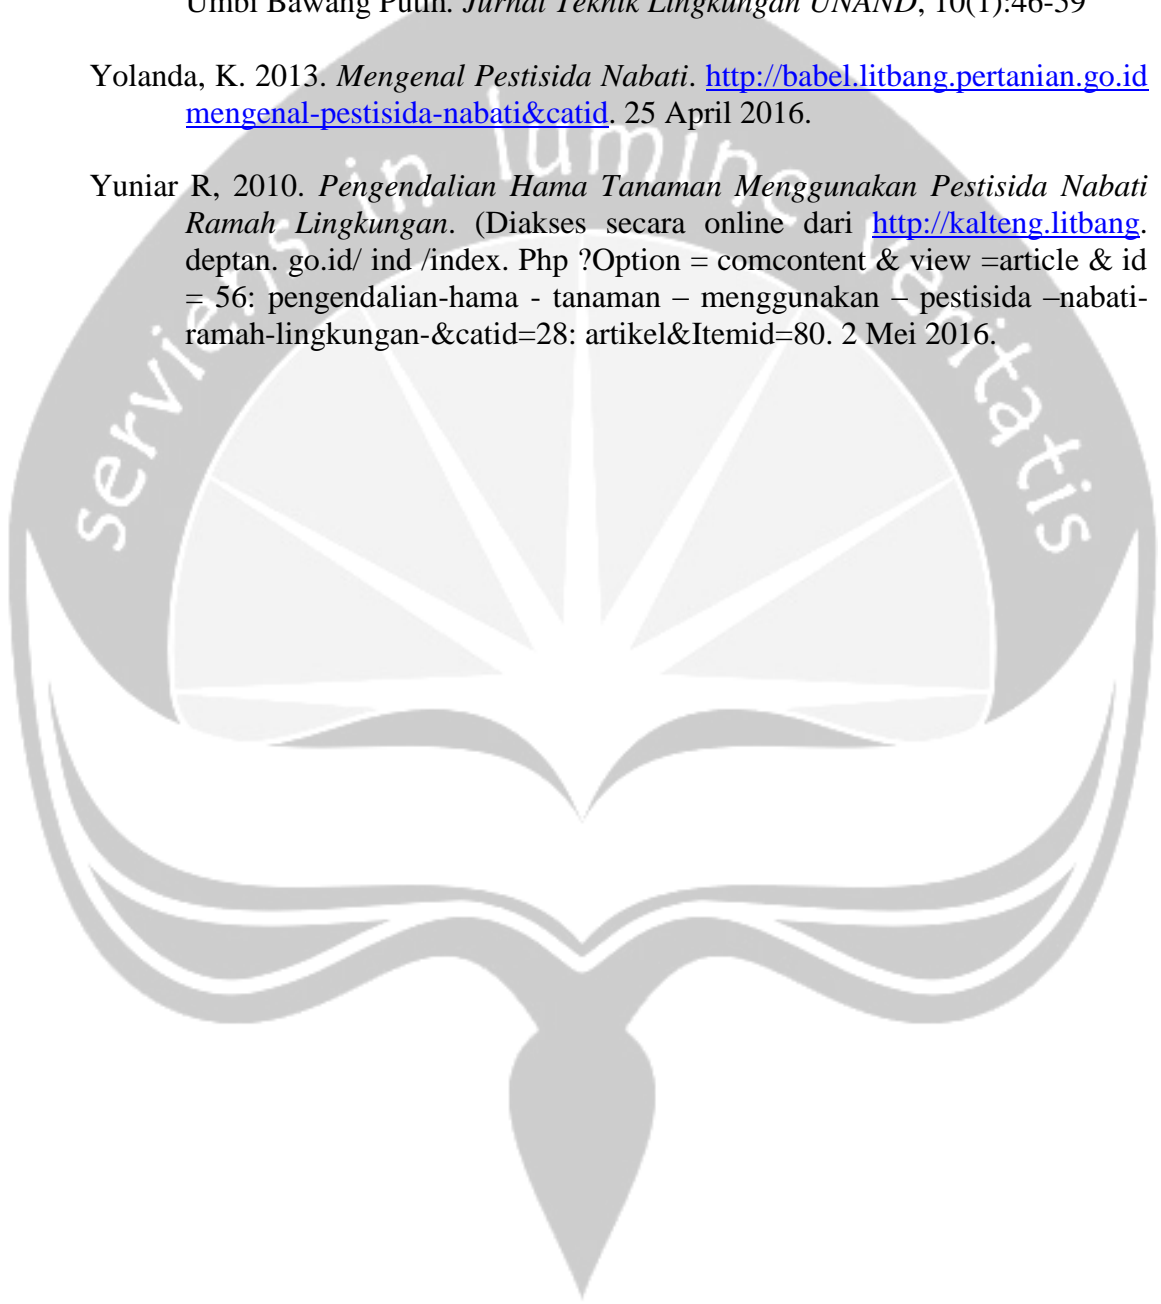 Umbi Bawang Putih. Jurnal Teknik Lingkungan UNAND, 10(1):46-59
Yolanda, K. 2013. Mengenal Pestisida Nabati. http://babel.litbang.pertanian.go.id
mengenal-pestisida-nabati&catid. 25 April 2016.
Yuniar R, 2010. Pengendalian Hama Tanaman Menggunakan Pestisida Nabati
Ramah Lingkungan. (Diakses secara online dari http://kalteng.litbang.
deptan. go.id/ ind /index. Php ?Option = comcontent & view =article & id
= 56: pengendalian-hama - tanaman – menggunakan – pestisida –nabati-
ramah-lingkungan-&catid=28: artikel&Itemid=80. 2 Mei 2016.
serviens in lumine veritatis